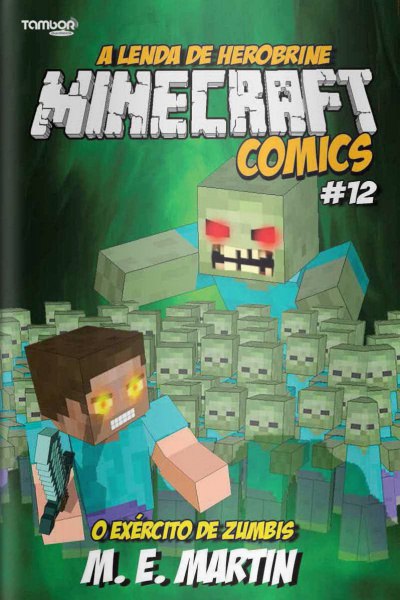 TAMBOR
A LENDA DE HEROBRINE
MINECRAFT
COMICS
#12
O EXÉRCITO DE ZUMBIS
M. E. MARTIN